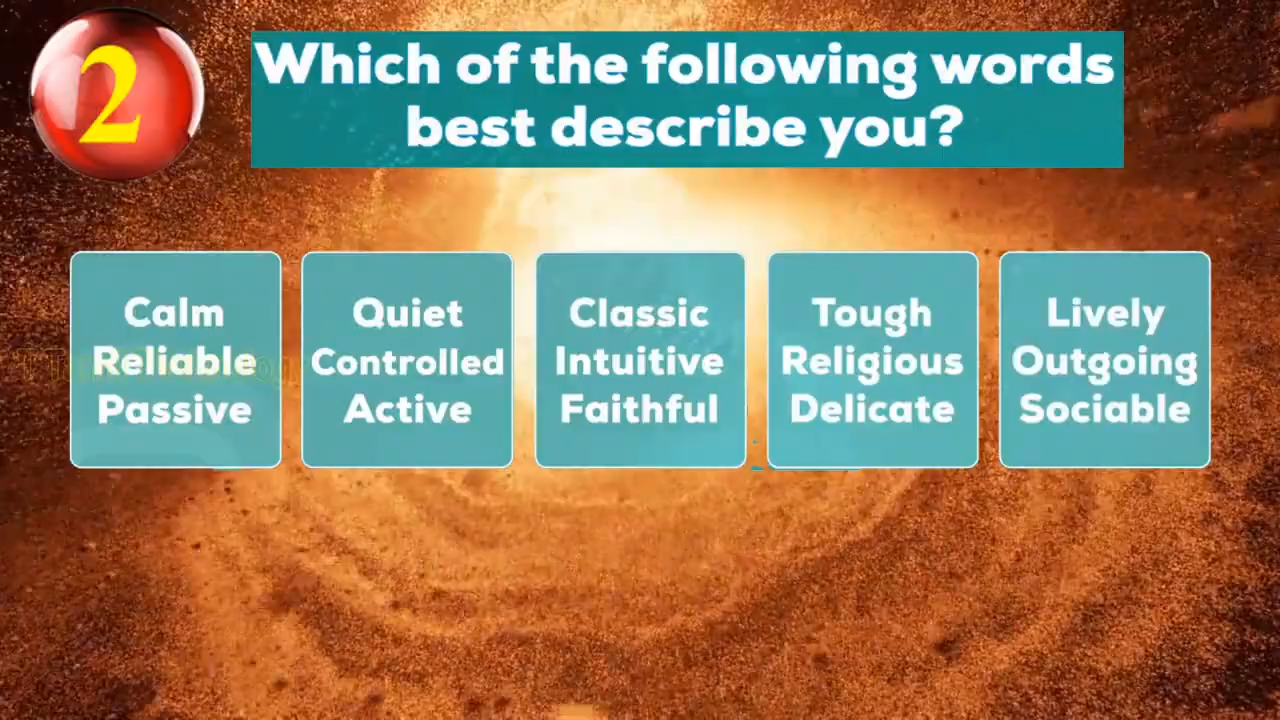 2
Which of the following words
best describe you?
Calm
Reliable
Passive
Quiet
Controlled
Active
Classic
Intuitive
Faithful
Tough
Religious
Delicate
Lively
Outgoing
Sociable